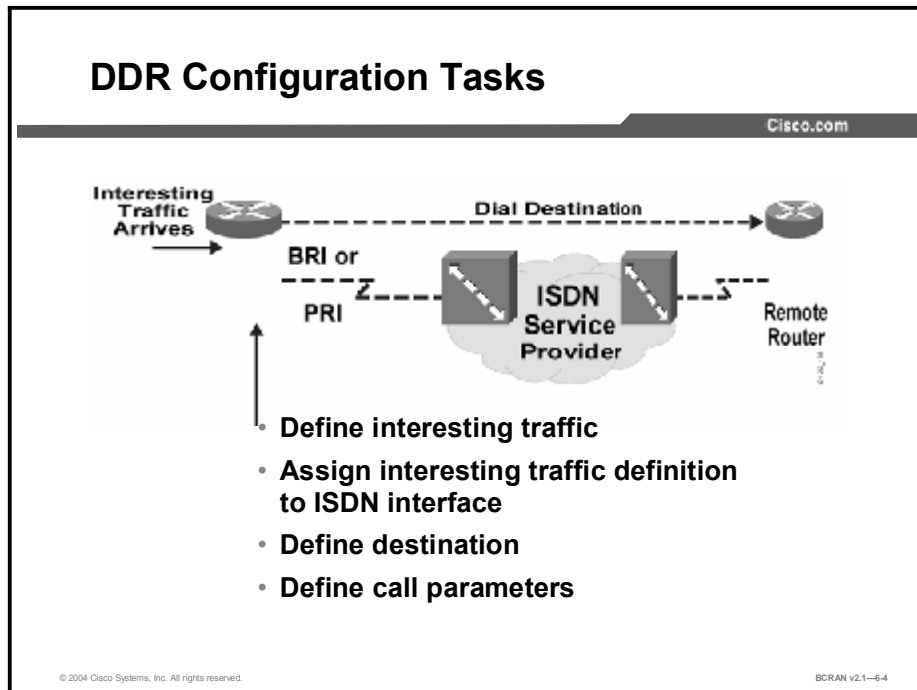 DDR Configuration Tasks
Cisco.com
Interesting
Traffic
Arrives
Dial Destination
BRI or
PRI
ISDN
Service
Provider
Remote
Router
• Define interesting traffic
• Assign interesting traffic definition
to ISDN interface
• Define destination
• Define call parameters
© 2004 Cisco Systems, Inc. All rights reserved.
BCRAN v2.1—6-4